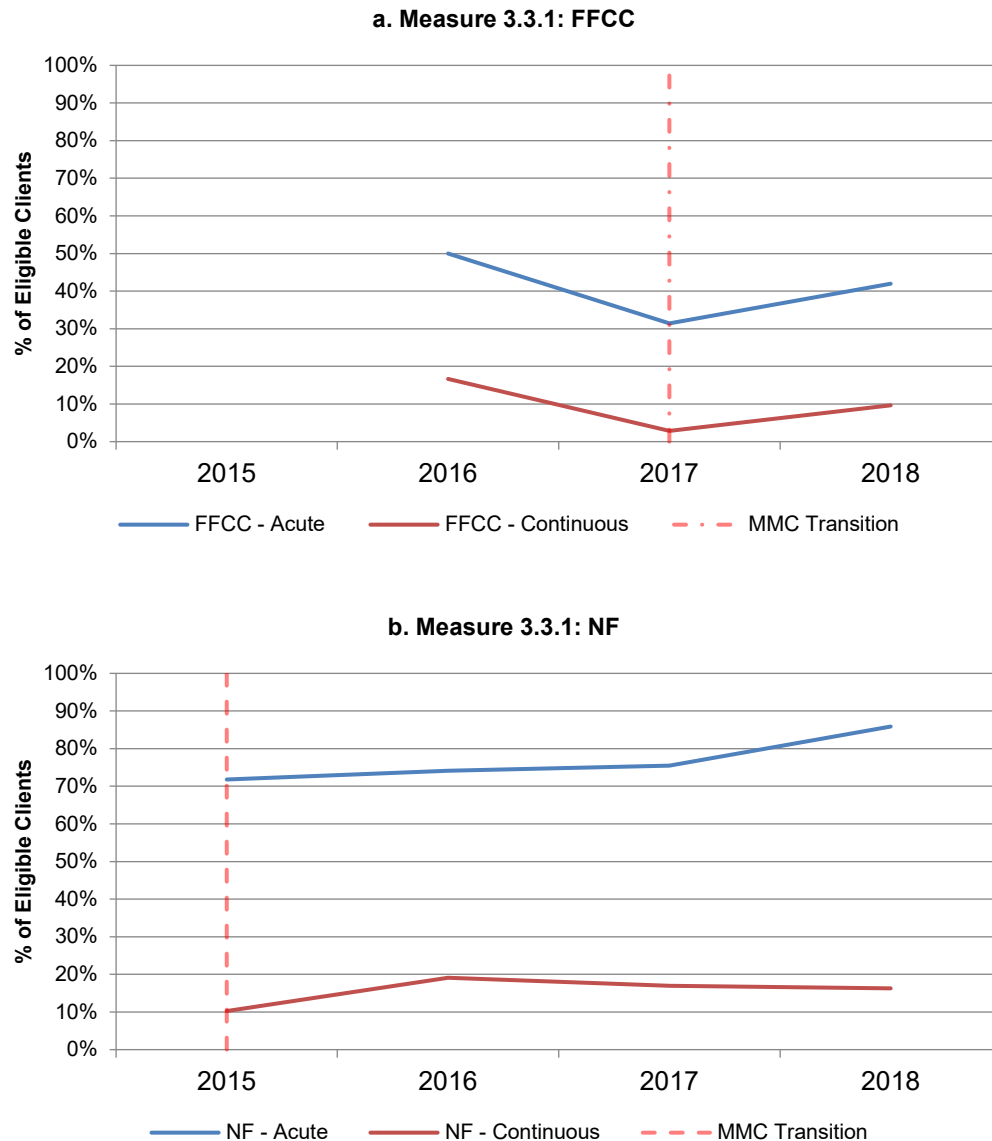 a. Measure 3.3.1: FFCC
100%
90%
80%
70%
60%
50%
40%
30%
20%
10%
0%
% of Eligible Clients
2015 2016 2017 2018
FFCC - Acute FFCC - Continuous MMC Transition
b. Measure 3.3.1: NF
100%
90%
80%
70%
60%
50%
40%
30%
20%
10%
0%
% of Eligible Clients
2015 2016 2017 2018
NF - Acute NF - Continuous MMC Transition